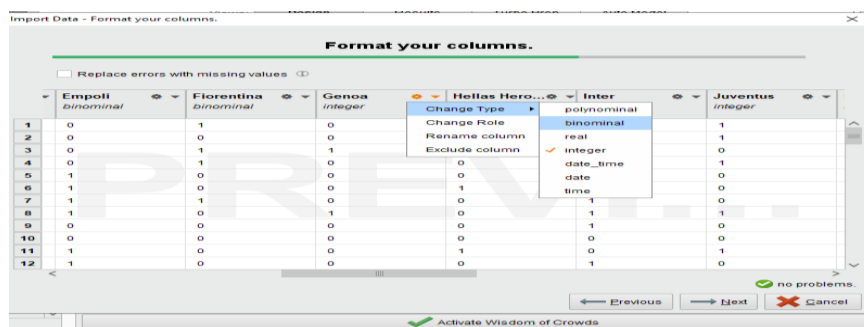 Import Data - Format your columns.
Format your columns.
Replace errors with missing values
Empoli Fiorentina Genoa Hellas Hero... Inter Juventus
binominal binominal integer integer
Change Type
Change Role
Rename column
Exclude column
polynominal
binominal
real
integer
date_time
date
time
1 0 1 0 1
2 0 0 0 1
3 0 1 1 0
4 0 1 0 0 1
5 1 0 0 0 0
6 1 0 0 1 0
7 1 1 0 0 1 0
8 1 0 1 0 1 1
9 0 0 0 0 1 0
10 0 0 0 0 0 0
11 1 0 0 1 0 1
12 1 0 0 0 1 0
PREVI...
no problems.
Previous Next Cancel
Activate Wisdom of Crowds